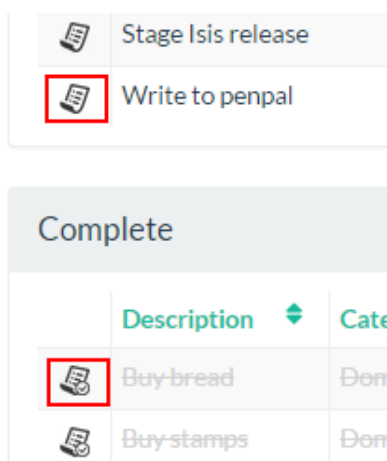 Stage Isis release
Write to penpal
Complete
Description Cate
Buy bread Dom
Buy stamps Dom